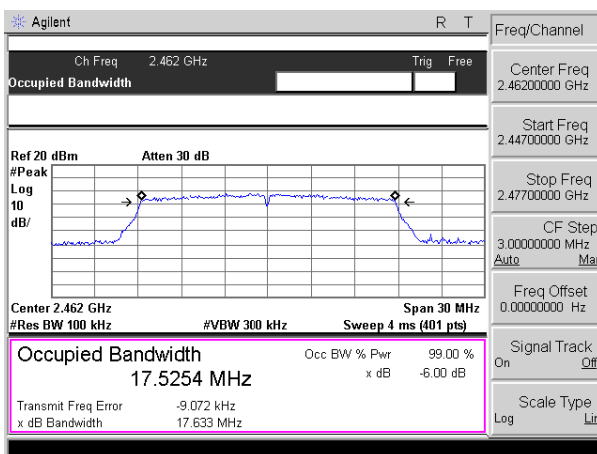 Agilent R T
Ch Freq 2.462 GHz Trig Free
Occupied Bandwidth
Ref 20 dBm Atten 30 dB
#Peak
Log
10
dB/
Center 2.462 GHz Span 30 MHz
#Res BW 100 kHz #VBW 300 kHz Sweep 4 ms (401 pts)
Occupied Bandwidth
17.5254 MHz
Occ BW % Pwr 99.00 %
x dB -6.00 dB
Transmit Freq Error -9.072 kHz
x dB Bandwidth 17.633 MHz
Freq/Channel
Center Freq
2.46200000 GHz
Start Freq
2.44700000 GHz
Stop Freq
2.47700000 GHz
CF Step
3.00000000 MHz
Auto Ma
Freq Offset
0.00000000 Hz
Signal Track
On Off
Scale Type
Log Lin